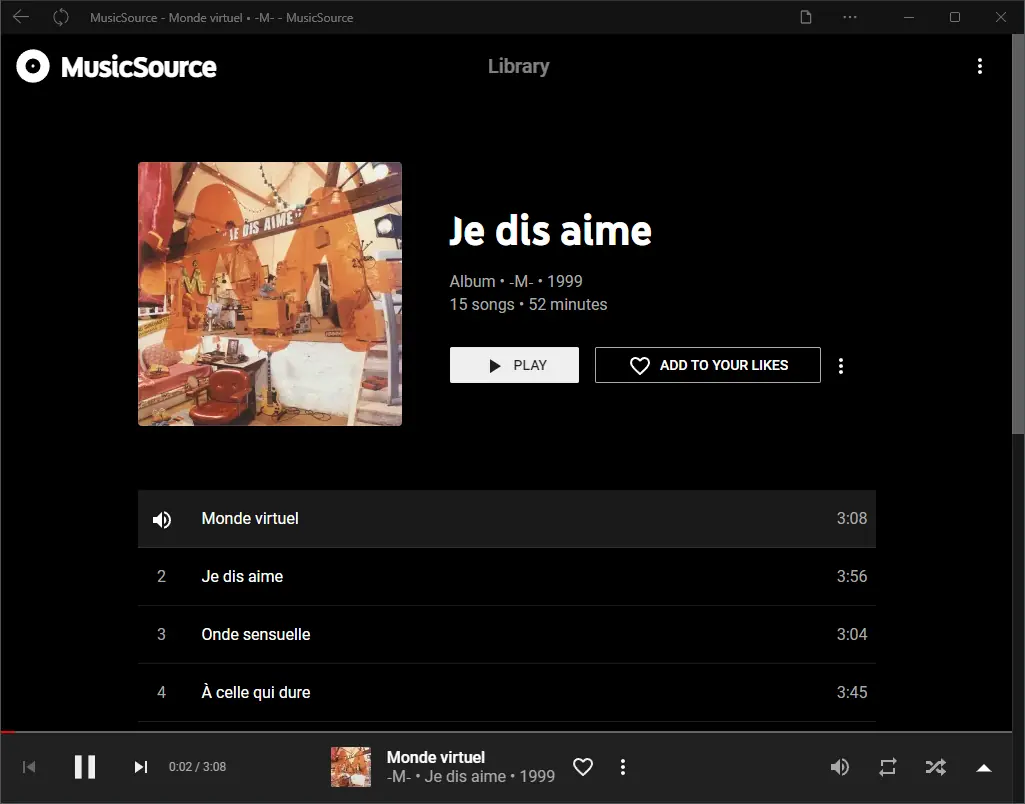 MusicSource - Monde virtuel • -M- - MusicSource
MusicSource
Library
"JE DIS AIME"
Je dis aime
Album • -M- • 1999
15 songs • 52 minutes
PLAY
ADD TO YOUR LIKES
Monde virtuel 3:08
2 Je dis aime 3:56
3 Onde sensuelle 3:04
4 À celle qui dure 3:45
0:02 / 3:08
Monde virtuel
-M- • Je dis aime • 1999